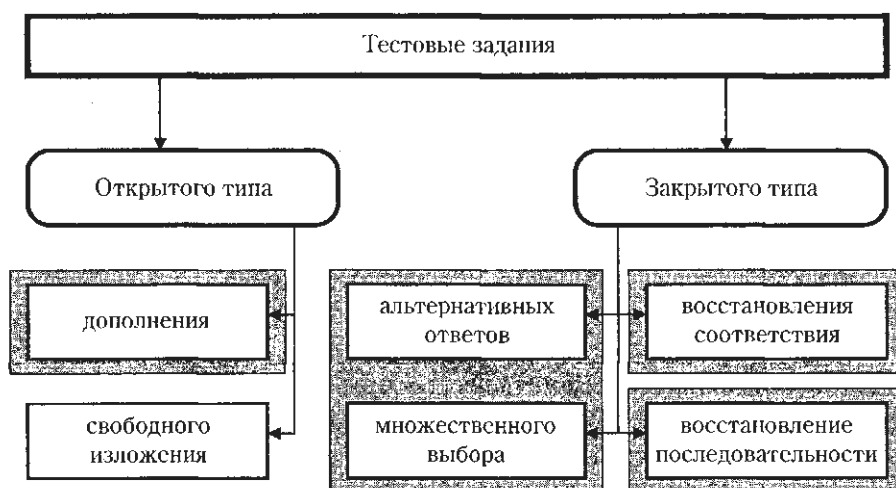 Тестовые задания
Открытого типа
Закрытого типа
дополнения
альтернативных
ответов
восстановления
соответствия
свободного
изложения
множественного
выбора
восстановление
последовательности